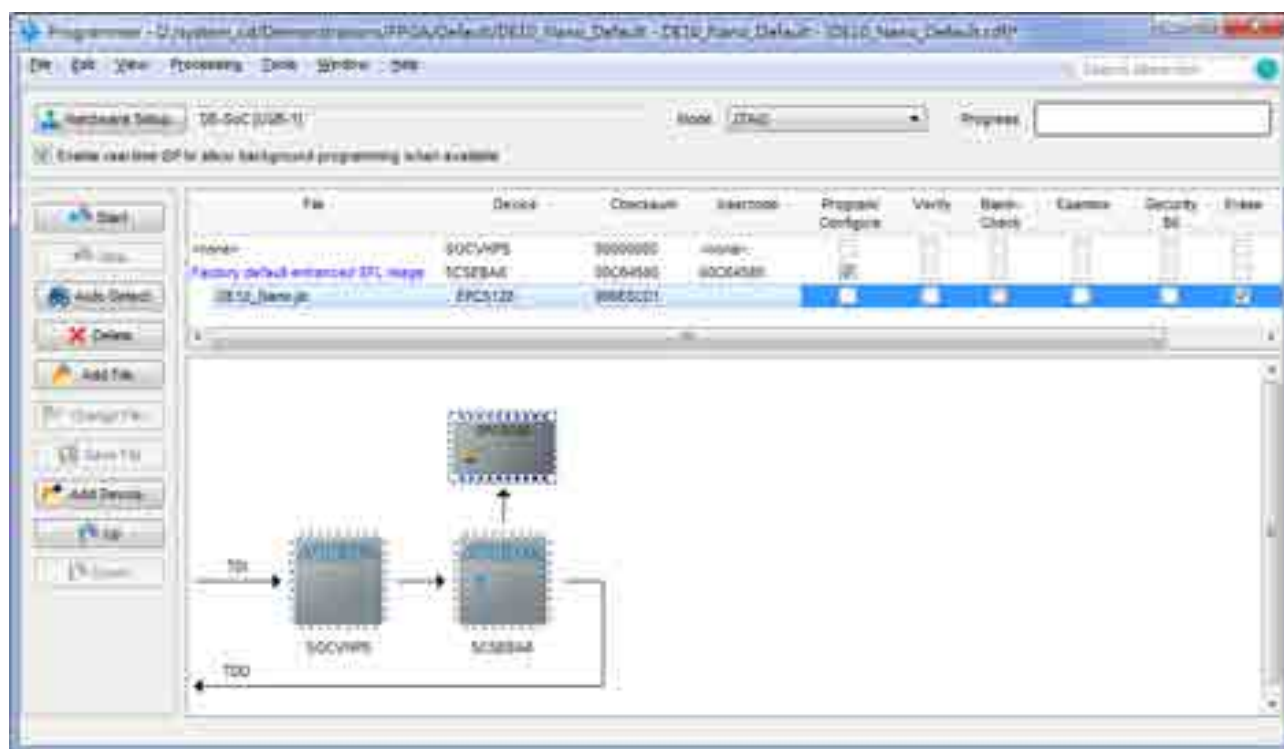 Programmer - D:/system_cd/Demonstrations/FPGA/Default/DE10_Nano_Default - DE10_Nano_Default - [DE10_Nano_Default.cdf]*
File Edit View Processing Tools Window Help
Hardware Setup... DE-SoC [USB-1] Mode: JTAG Progress:
Enable real-time ISP to allow background programming when available
File Device Checksum Usercode Program/ Configure Verify Blank- Check Examine Security Bit Erase
Start
<none> SOCVHPS 00000000 <none>
Factory default enhanced SFL image 5CSEBA6
DE10_Nano.jic EPCS128
Auto Detect
Delete
Add File...
Change File...
Save File
Add Device...
Up
Down
TDI
SOCVHPS 5CSEBA6
TDO